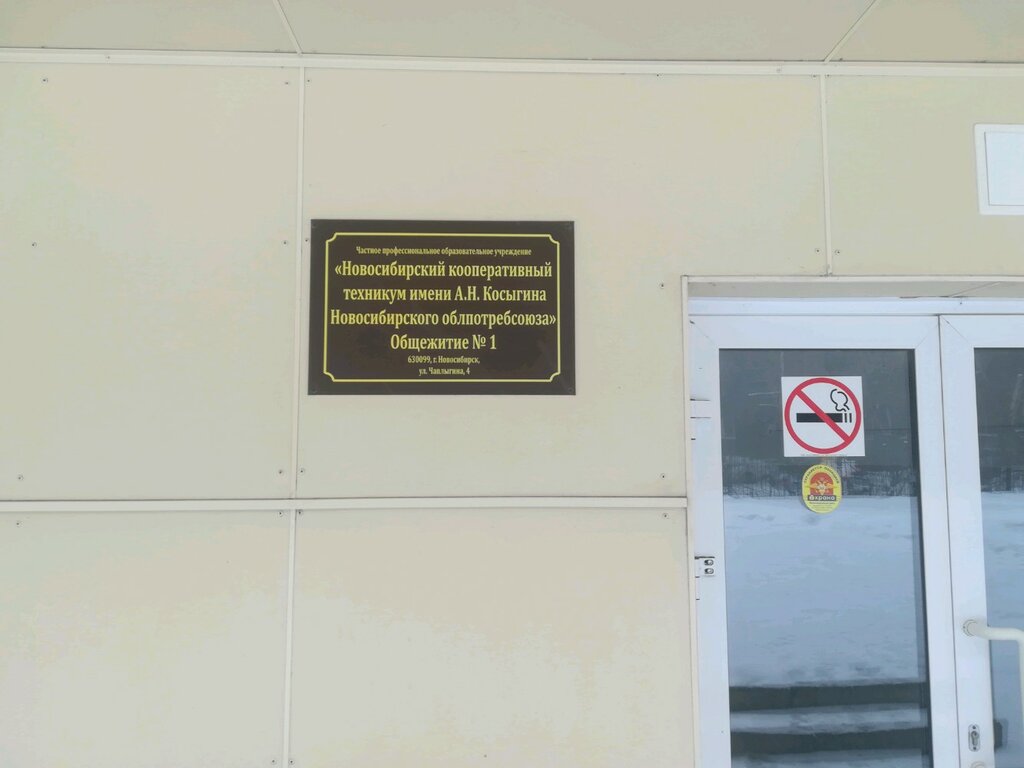 Частное профессиональное образовательное учреждение
«Новосибирский кооперативный
техникум имени А.Н. Косыгина
Новосибирского облпотребсоюза»
Общежитие № 1
630099, г. Новосибирск,
ул. Чаплыгина, 4
Охрана